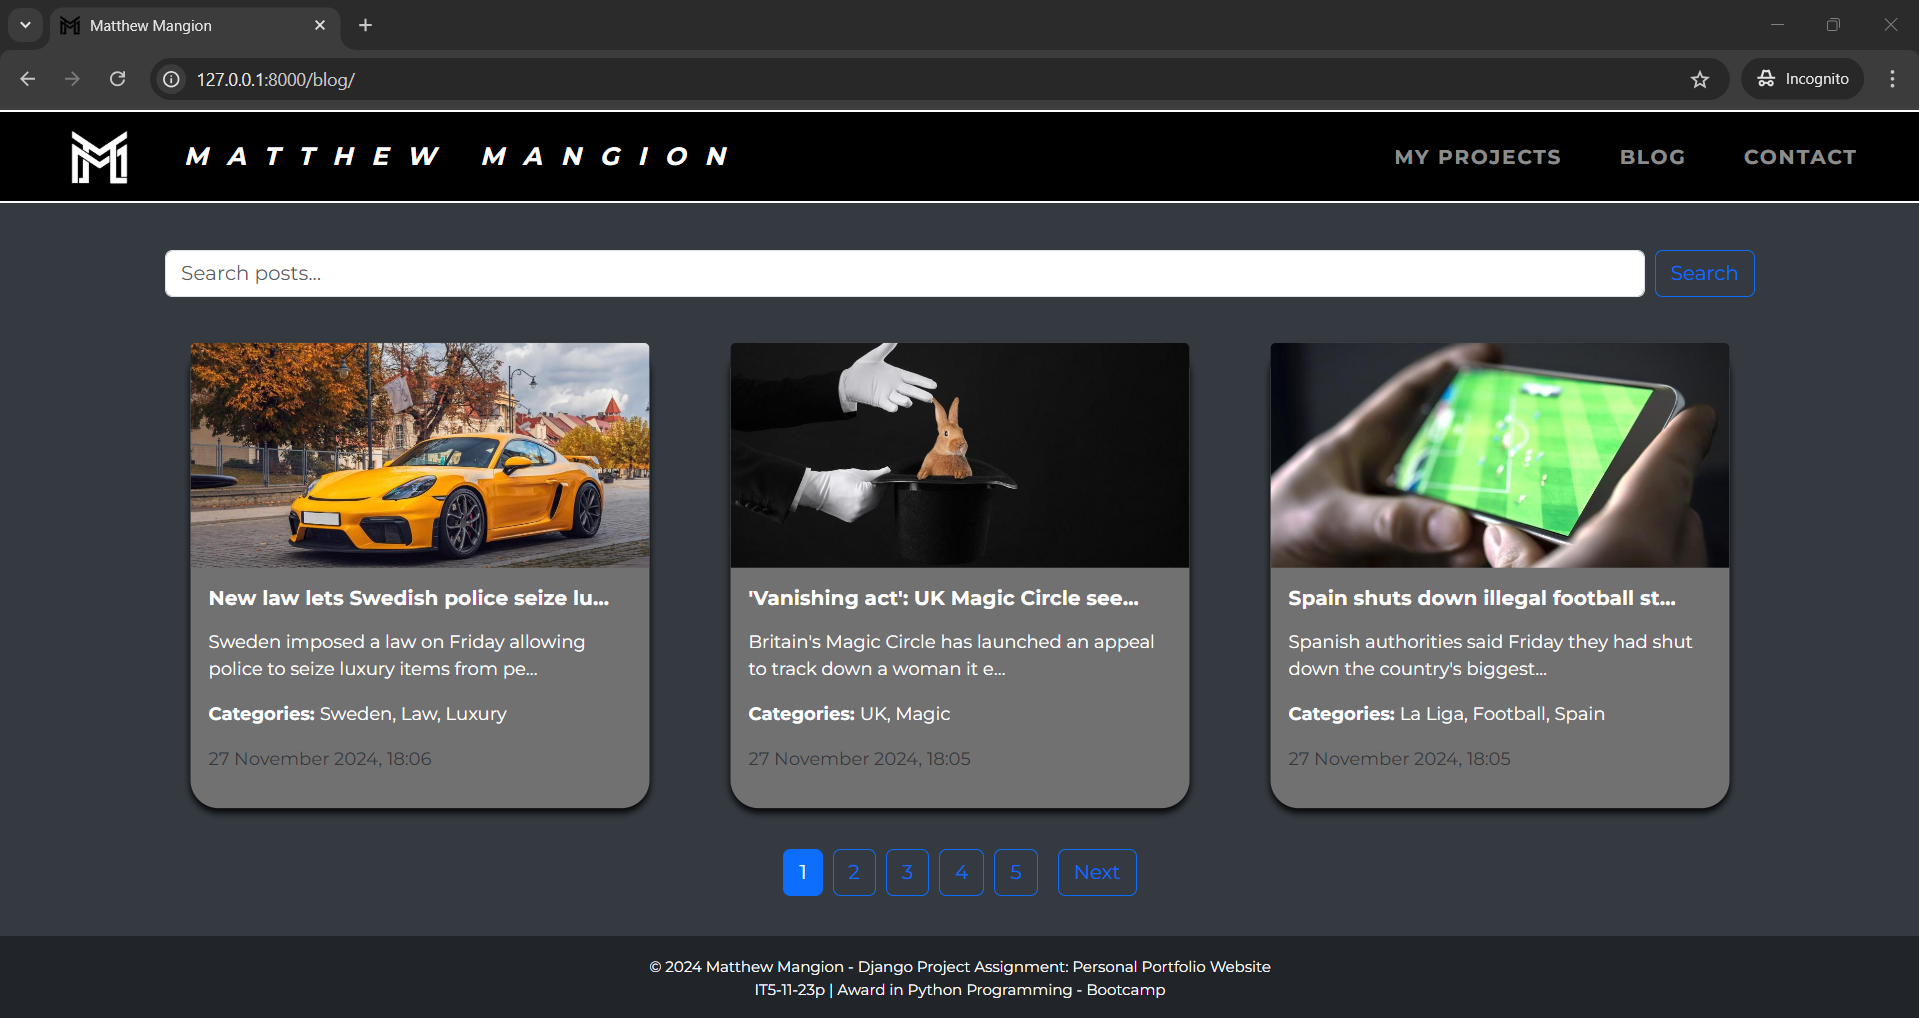 Matthew Mangion
127.0.0.1:8000/blog/
Incognito
MATTHEW MANGION
MY PROJECTS BLOG CONTACT
Search posts...
Search
New law lets Swedish police seize lu...
Sweden imposed a law on Friday allowing
police to seize luxury items from pe...
Categories: Sweden, Law, Luxury
27 November 2024, 18:06
'Vanishing act': UK Magic Circle see...
Britain's Magic Circle has launched an appeal
to track down a woman it e...
Categories: UK, Magic
27 November 2024, 18:05
Spain shuts down illegal football st...
Spanish authorities said Friday they had shut
down the country's biggest...
Categories: La Liga, Football, Spain
27 November 2024, 18:05
1 2 3 4 5 Next
© 2024 Matthew Mangion - Django Project Assignment: Personal Portfolio Website
IT5-11-23p | Award in Python Programming - Bootcamp